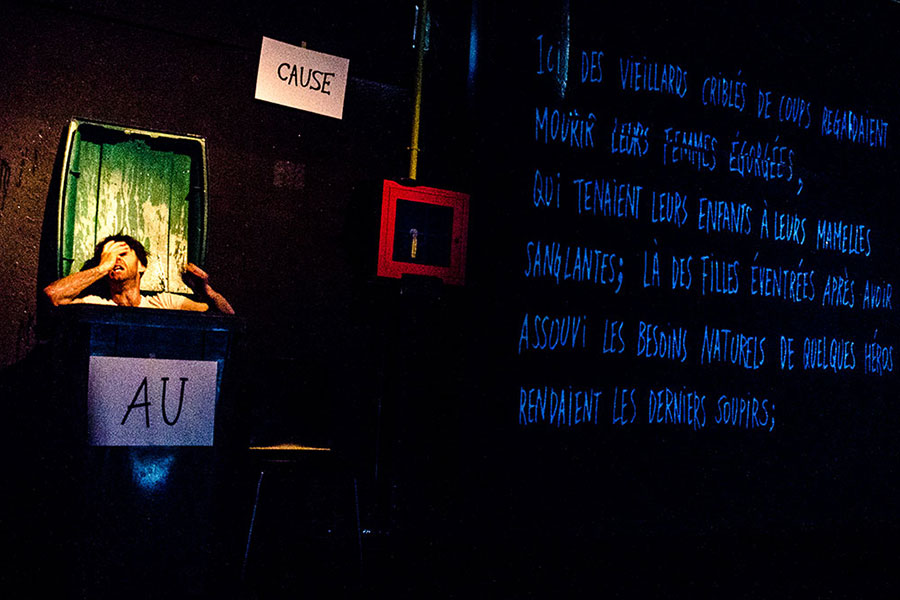 CAUSE
AU
ICI DES VIEILLARDS CRIBLÉS DE COUPS REGARDAIENT
MOURIR LEURS FEMMES ÉGORGÉES,
QUI TENAIENT LEURS ENFANTS À LEURS MAMELLES
SANGLANTES; LÀ DES FILLES ÉVENTRÉES APRÈS AVOIR
ASSOUVI LES BESOINS NATURELS DE QUELQUES HÉROS
RENDAIENT LES DERNIERS SOUPIRS;